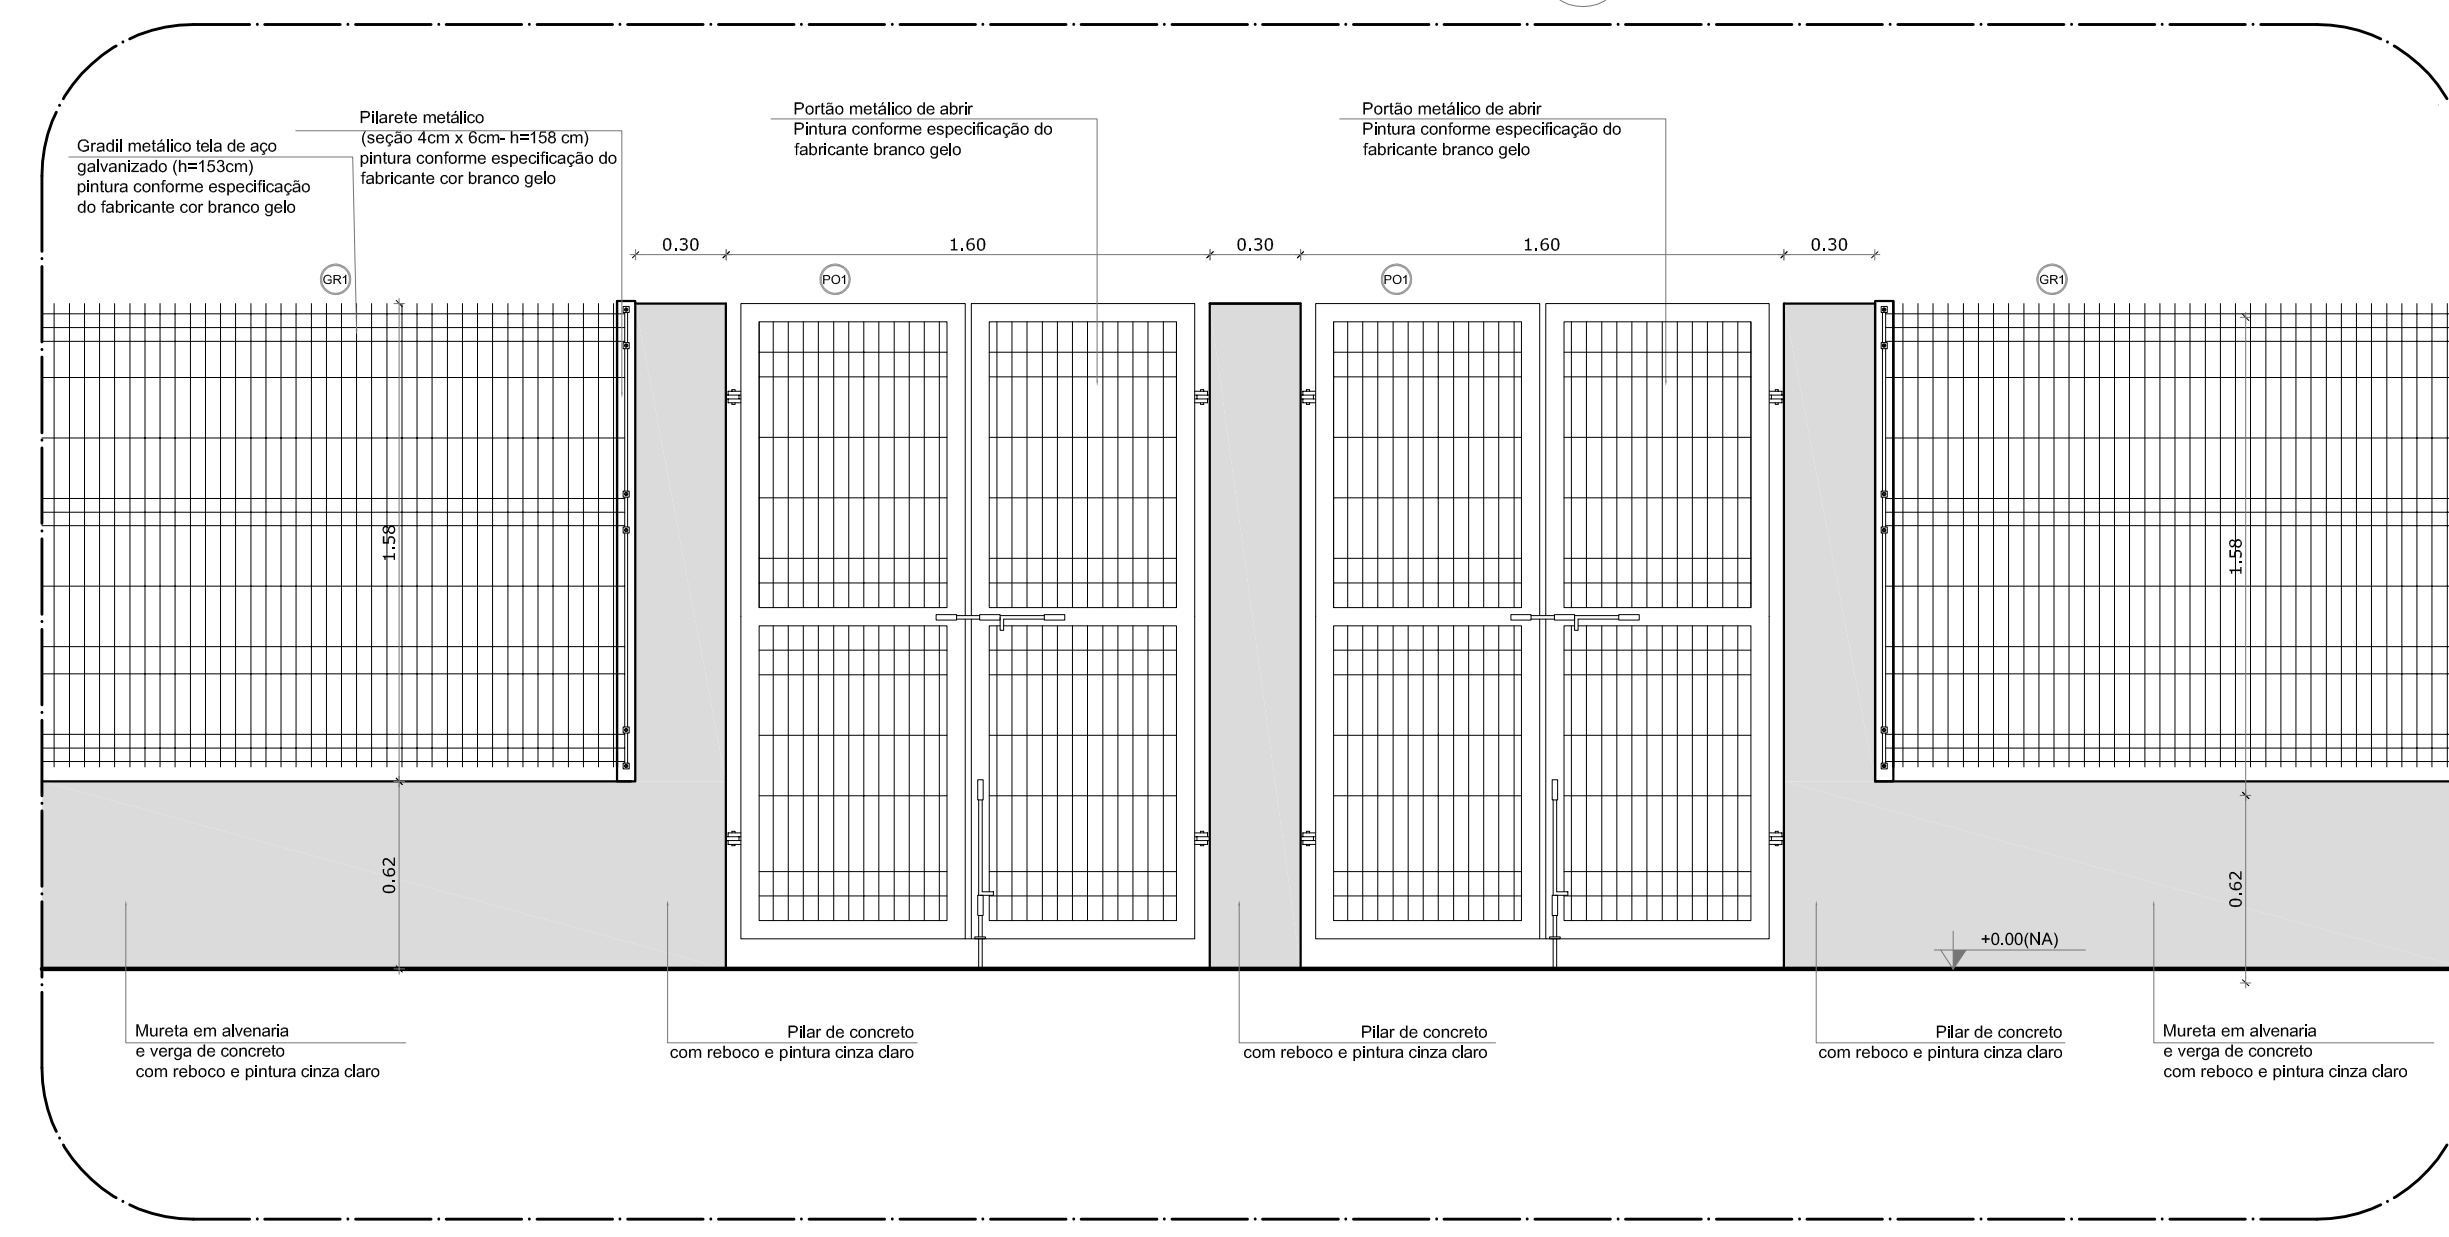 Gradil metálico tela de aço
galvanizado (h=153cm)
pintura conforme especificação
do fabricante cor branco gelo
Pilarete metálico
(seção 4cm x 6cm- h=158 cm)
pintura conforme especificação do
fabricante cor branco gelo
Portão metálico de abrir
Pintura conforme especificação do
fabricante branco gelo
Portão metálico de abrir
Pintura conforme especificação do
fabricante branco gelo
0.30
1.60
0.30
1.60
0.30
GR1
PO1
PO1
GR1
1.58
1.58
0.62
0.62
+0.00(NA)
Mureta em alvenaria
e verga de concreto
com reboco e pintura cinza claro
Pilar de concreto
com reboco e pintura cinza claro
Pilar de concreto
com reboco e pintura cinza claro
Pilar de concreto
com reboco e pintura cinza claro
Mureta em alvenaria
e verga de concreto
com reboco e pintura cinza claro